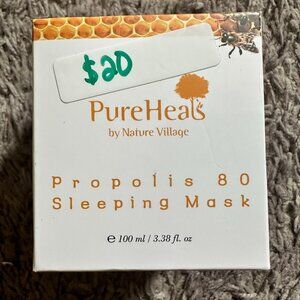 $20
PureHeals
by Nature Village
Propolis 80
Sleeping Mask
℮ 100 ml / 3.38 fl. oz